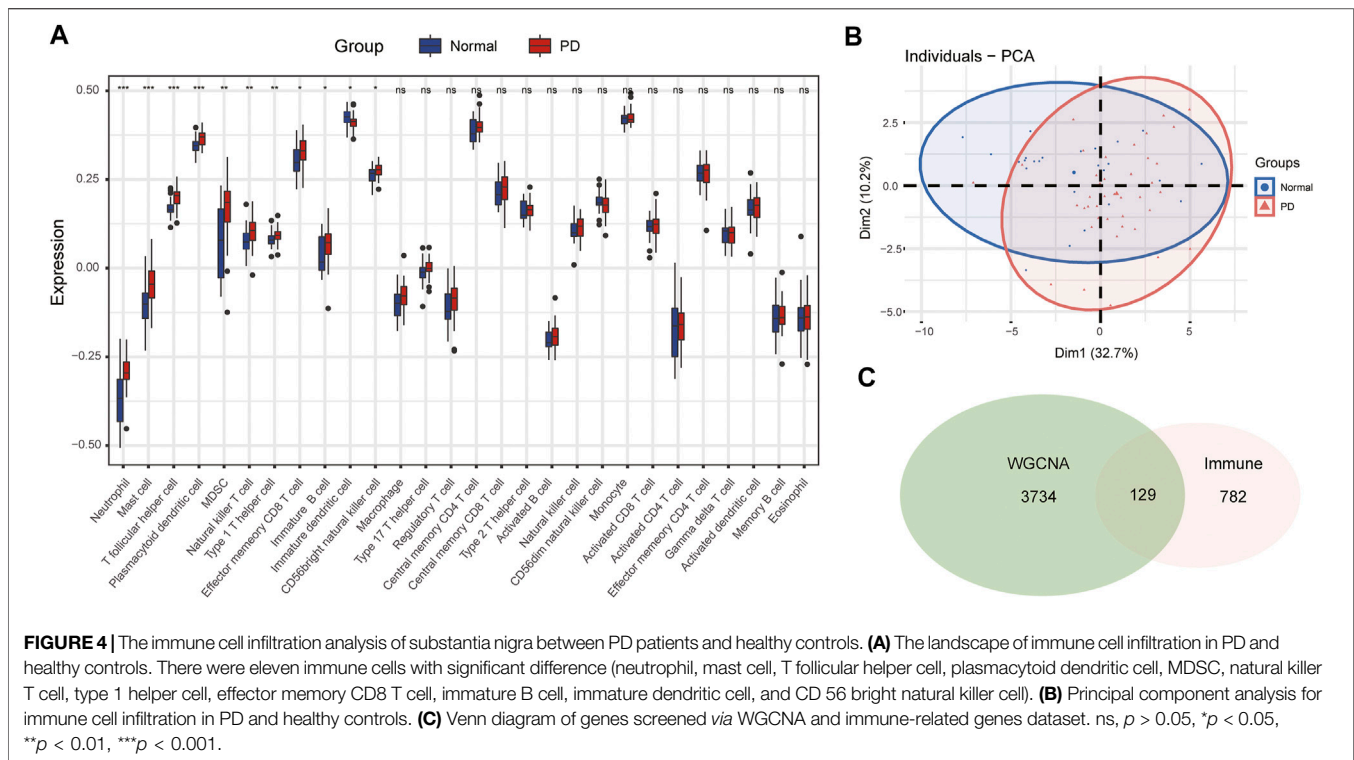 A
Group
Normal
PD
Expression
0.50
0.25
0.00
−0.25
−0.50
*** *** *** *** ** ** ** * * * * ns ns ns ns ns ns ns ns ns ns ns ns ns ns ns ns ns
Neutrophil
Mast cell
T follicular helper cell
Plasmacytoid dendritic cell
MDSC
Natural killer T cell
Type 1 T helper cell
Effector memeory CD8 T cell
Immature B cell
Immature dendritic cell
CD56bright natural killer cell
Macrophage
Type 17 T helper cell
Regulatory T cell
Central memory CD4 T cell
Central memory CD8 T cell
Type 2 T helper cell
Activated B cell
Natural killer cell
CD56dim natural killer cell
Monocyte
Activated CD8 T cell
Activated CD4 T cell
Effector memeory CD4 T cell
Gamma delta T cell
Activated dendritic cell
Memory B cell
Eosinophil
B
Individuals − PCA
Dim2 (10.2%)
2.5
0.0
−2.5
−5.0
−10
−5
0
5
Dim1 (32.7%)
Groups
Normal
PD
C
WGCNA
3734
129
Immune
782
FIGURE 4 | The immune cell infiltration analysis of substantia nigra between PD patients and healthy controls. (A) The landscape of immune cell infiltration in PD and
healthy controls. There were eleven immune cells with significant difference (neutrophil, mast cell, T follicular helper cell, plasmacytoid dendritic cell, MDSC, natural killer
T cell, type 1 helper cell, effector memory CD8 T cell, immature B cell, immature dendritic cell, and CD 56 bright natural killer cell). (B) Principal component analysis for
immune cell infiltration in PD and healthy controls. (C) Venn diagram of genes screened via WGCNA and immune-related genes dataset. ns, p > 0.05, *p < 0.05,
**p < 0.01, ***p < 0.001.